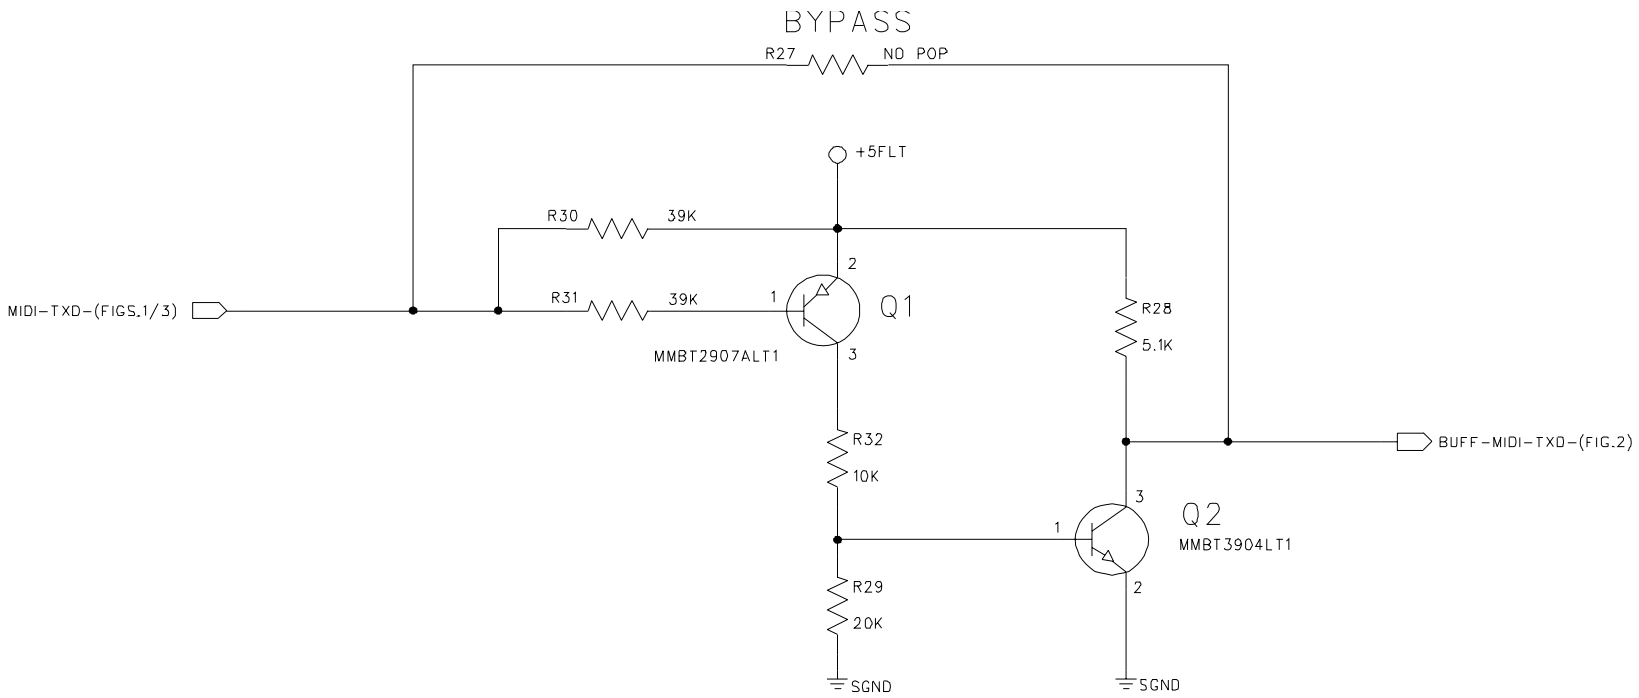 BYPASS
R27 NO POP
+5FLT
R30 39K
2
MIDI-TXD-(FIGS.1/3)
R31 39K
1
Q1
R28
5.1K
MMBT2907ALT1
3
R32
10K
BUFF-MIDI-TXD-(FIG.2)
3
Q2
1
MMBT3904LT1
R29
2
20K
SGND
SGND